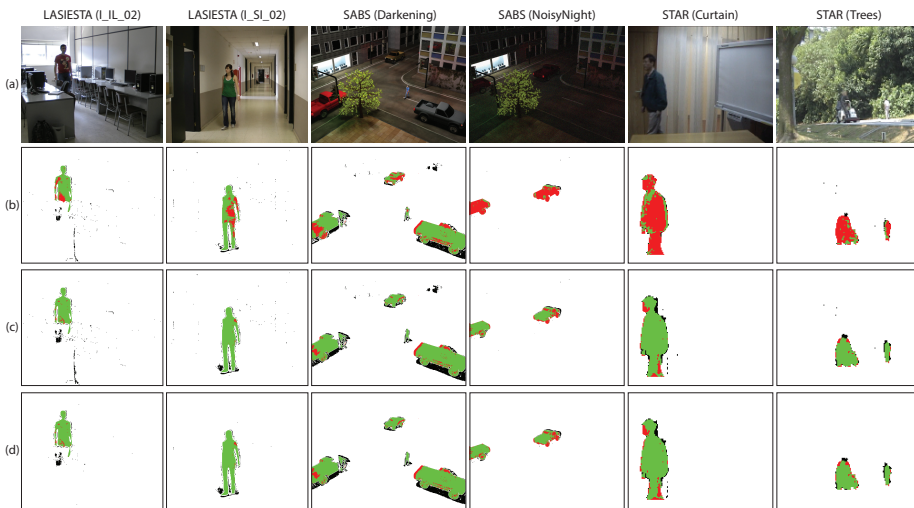 LASIESTA (I_IL_02) LASIESTA (I_SI_02) SABS (Darkening) SABS (NoisyNight) STAR (Curtain) STAR (Trees)
(a)
(b)
(c)
(d)